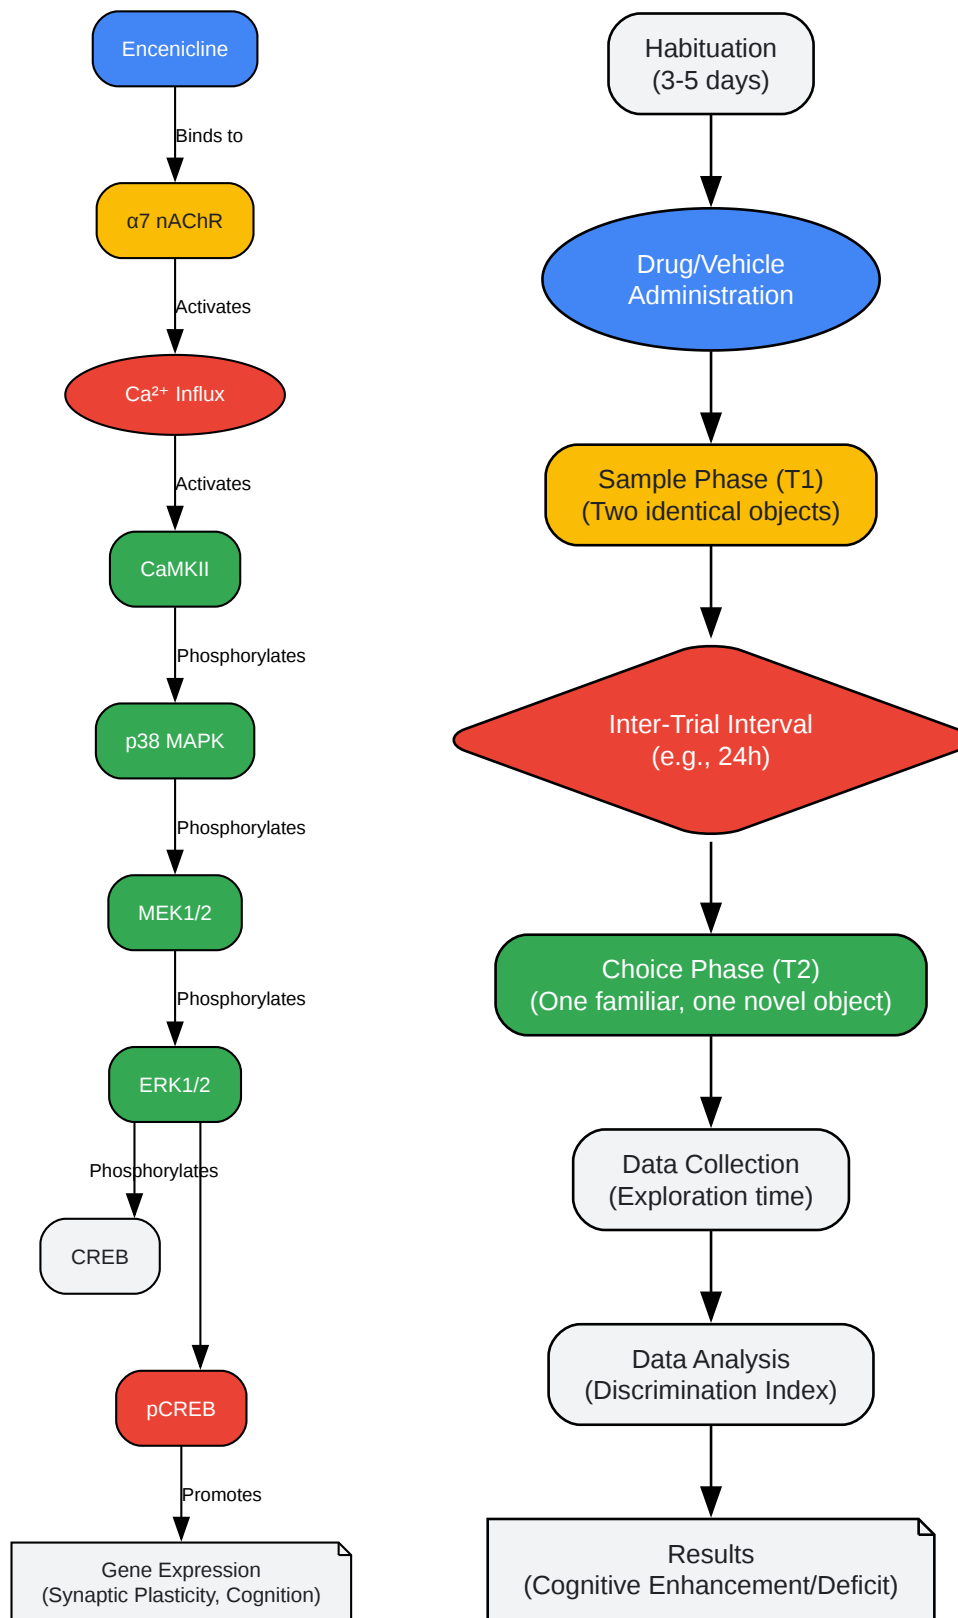 Encenicline
Binds to
α7 nAChR
Activates
Ca²⁺ Influx
Activates
CaMKII
Phosphorylates
p38 MAPK
Phosphorylates
MEK1/2
Phosphorylates
ERK1/2
Phosphorylates
CREB
pCREB
Promotes
Gene Expression
(Synaptic Plasticity, Cognition)
Habituation
(3-5 days)
Drug/Vehicle
Administration
Sample Phase (T1)
(Two identical objects)
Inter-Trial Interval
(e.g., 24h)
Choice Phase (T2)
(One familiar, one novel object)
Data Collection
(Exploration time)
Data Analysis
(Discrimination Index)
Results
(Cognitive Enhancement/Deficit)